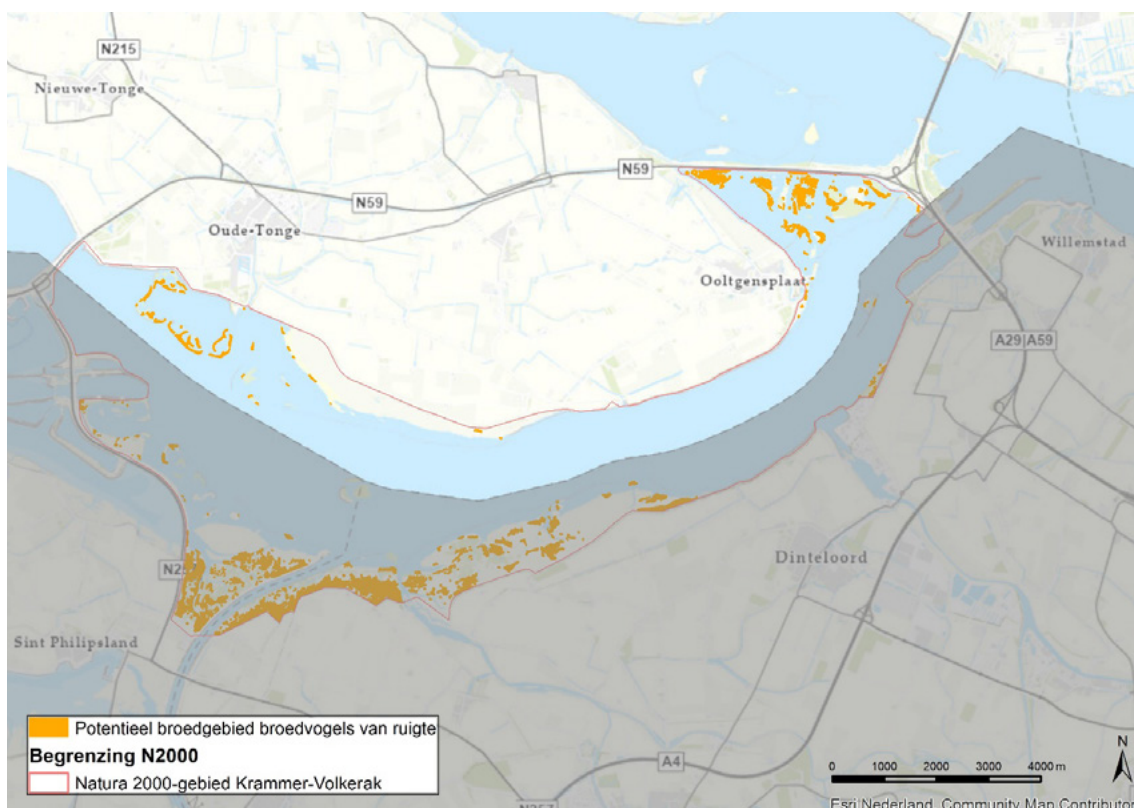 N215
Nieuwe-Tonge
N59
N59
Oude-Tonge
Willemstad
Ooltgensplaat
A29 | A59
Dinteloord
Sint Philipsland
Potentieel broedgebied broedvogels van ruigte
Begrenzing N2000
Natura 2000-gebied Krammer-Volkerak
A4
N
0 1000 2000 3000 4000 m
Esri Nederland, Community Map Contributo